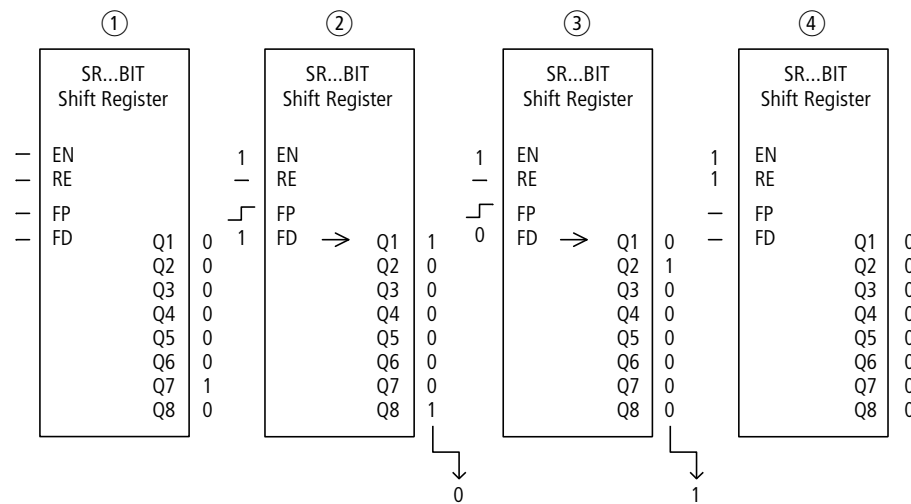 ① ② ③ ④
SR...BIT SR...BIT SR...BIT SR...BIT
Shift Register Shift Register Shift Register Shift Register
– EN 1 EN 1 EN 1 EN
– RE – RE – RE 1 RE
– FP FP FP – FP
– FD Q1 0 1 FD → Q1 1 0 FD → Q1 0 – FD Q1 0
Q2 0 Q2 0 Q2 1 Q2 0
Q3 0 Q3 0 Q3 0 Q3 0
Q4 0 Q4 0 Q4 0 Q4 0
Q5 0 Q5 0 Q5 0 Q5 0
Q6 0 Q6 0 Q6 0 Q6 0
Q7 1 Q7 0 Q7 0 Q7 0
Q8 0 Q8 1 Q8 0 Q8 0
0 1